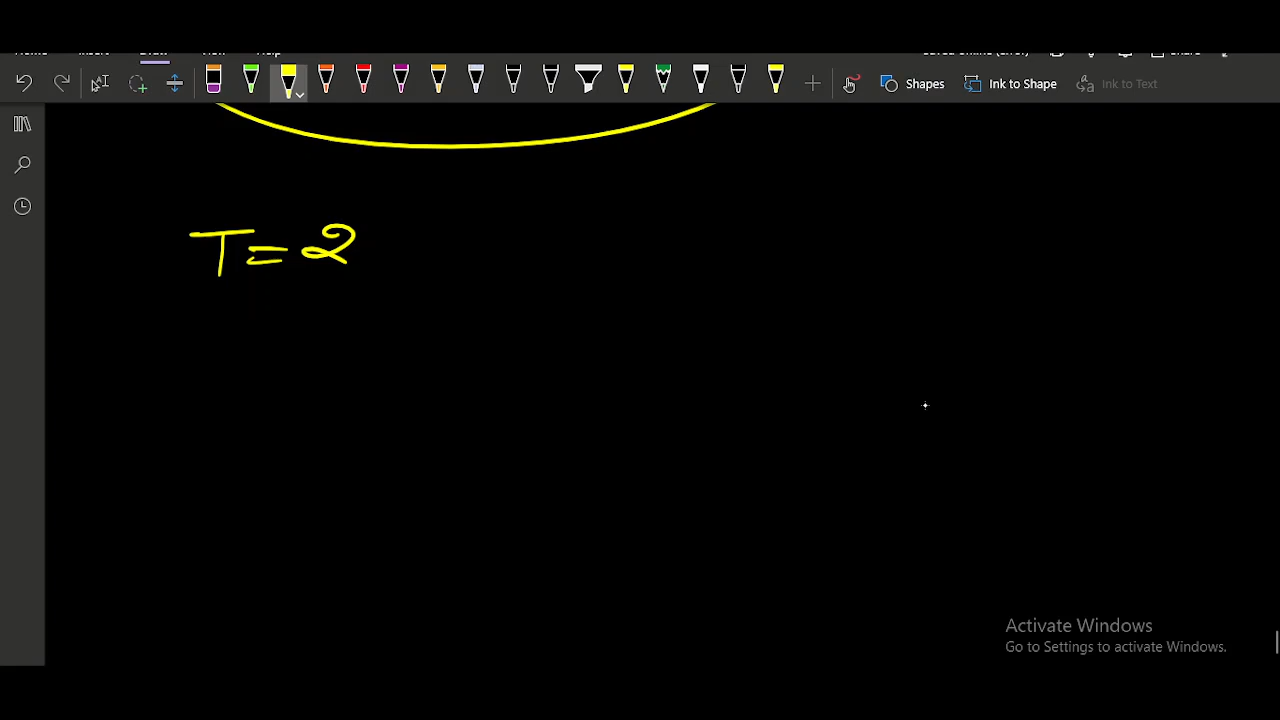 Shapes Ink to Shape Ink to Text
T=2
Activate Windows
Go to Settings to activate Windows.